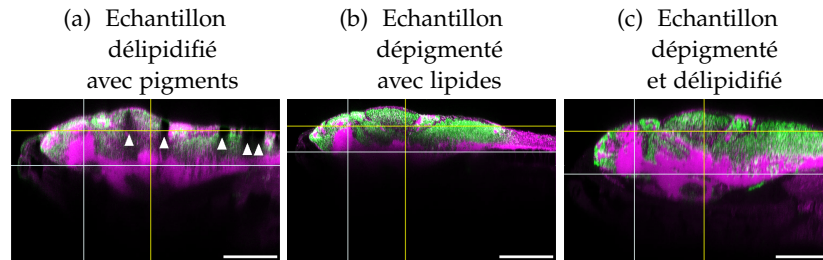 (a) Echantillon
délipidifié
avec pigments
(b) Echantillon
dépigmenté
avec lipides
(c) Echantillon
dépigmenté
et délipidifié